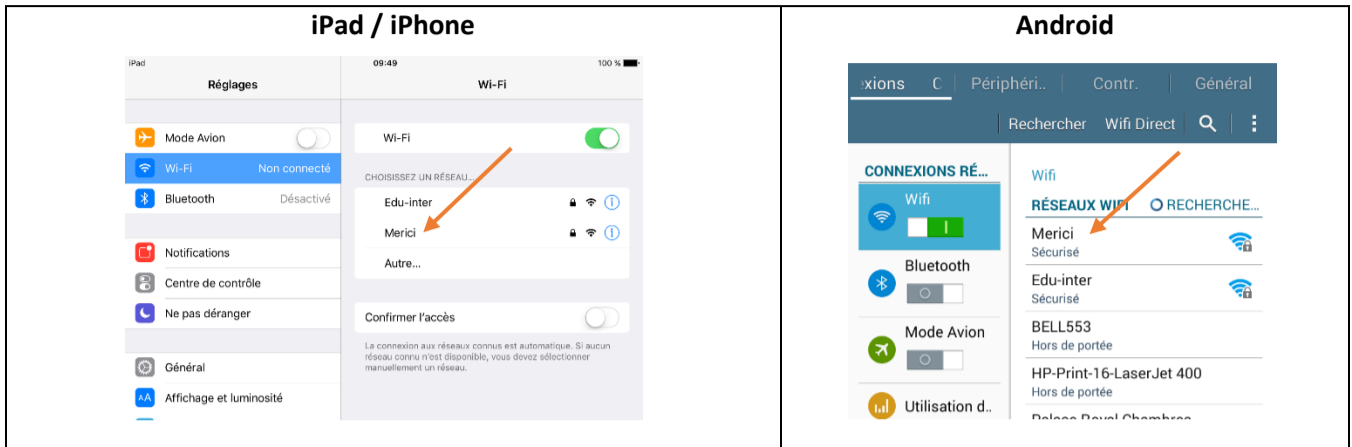 iPad / iPhone
iPad 09:49 100 %
Réglages
Mode Avion
Wi-Fi Non connecté
Bluetooth Désactivé
Notifications
Centre de contrôle
Ne pas déranger
Général
AA Affichage et luminosité
Wi-Fi
Wi-Fi
CHOISISSEZ UN RÉSEAU...
Edu-inter
Merici
Autre...
Confirmer l'accès
La connexion aux réseaux connus est automatique. Si aucun
réseau connu n'est disponible, vous devez sélectionner
manuellement un réseau.
Android
xions C Périphéri.. Contr. Général
Rechercher Wifi Direct
CONNEXIONS RÉ...
Wifi
Bluetooth
Mode Avion
Utilisation d..
Wifi
RÉSEAUX WIFI RECHERCHE...
Merici
Sécurisé
Edu-inter
Sécurisé
BELL553
Hors de portée
HP-Print-16-LaserJet 400
Hors de portée
Palace Royal Chambres